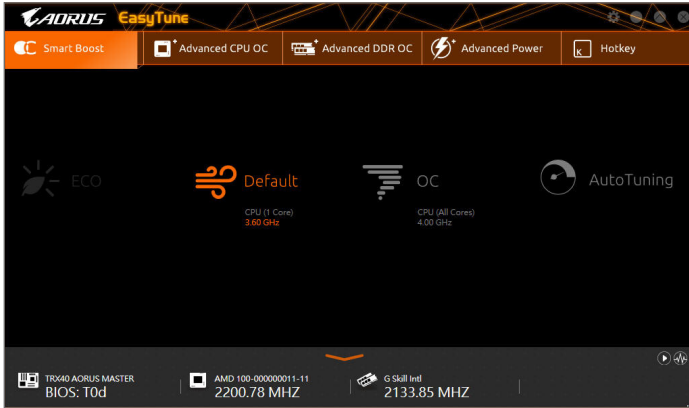 AORUS EasyTune
Smart Boost
Advanced CPU OC
Advanced DDR OC
Advanced Power
K Hotkey
ECO
Default
CPU (1 Core)
3.60 GHz
OC
CPU (All Cores)
4.00 GHz
AutoTuning
TRX40 AORUS MASTER
BIOS: T0d
AMD 100-000000011-11
2200.78 MHZ
G Skill Intl
2133.85 MHZ